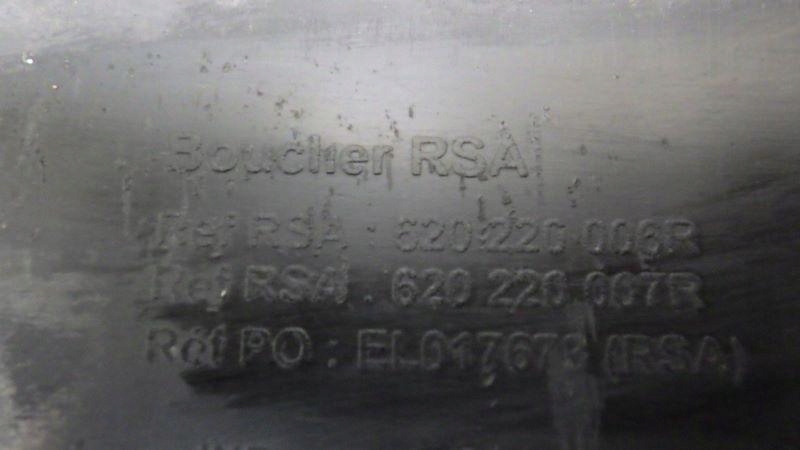 Bouclier RSA
Ref RSA : 620 220 006R
Ref RSA : 620 220 007R
Ref PO : EL017673 (RSA)